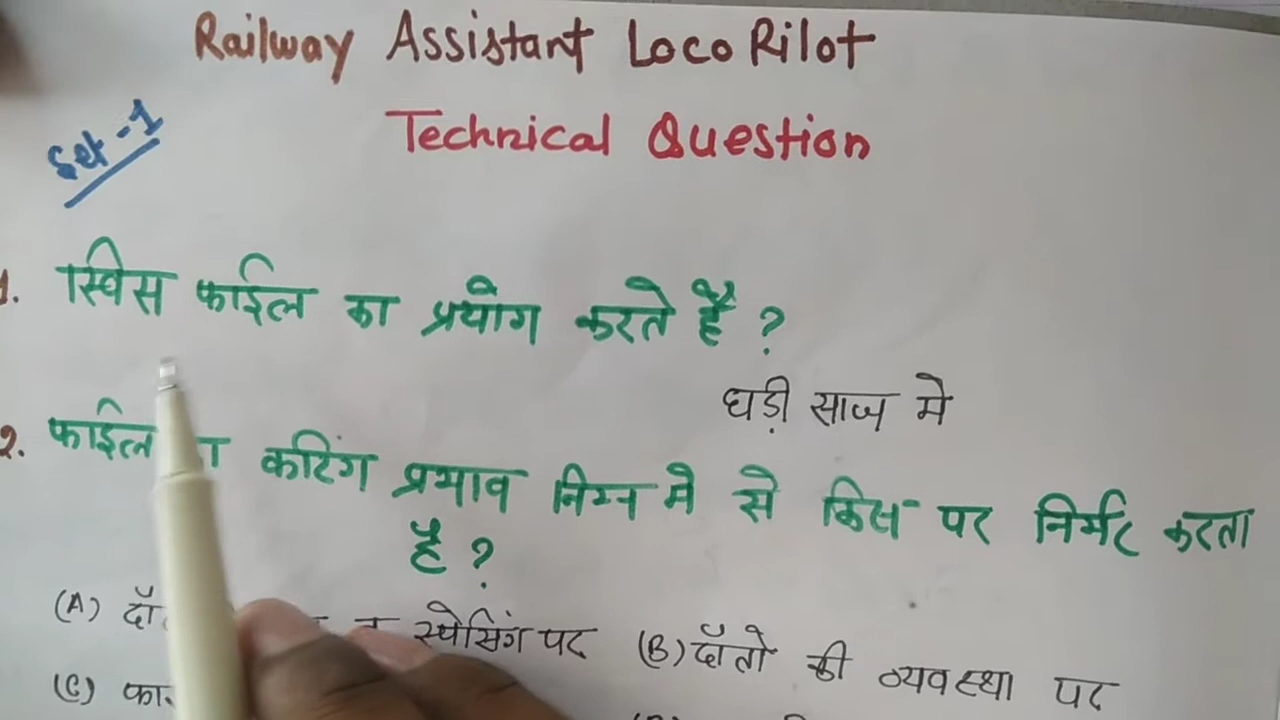 Railway Assistant Loco Rilot
Set-1
Technical Question
1. स्विस फाईल का प्रयोग करते है ?
घड़ी साज मे
2. फाईल कटिंग प्रभाव निम्न मे से किस पर निर्भर करता
है ?
(A) स्पेसिंग पर (B) दाँतो की व्यवस्था पर
(C)